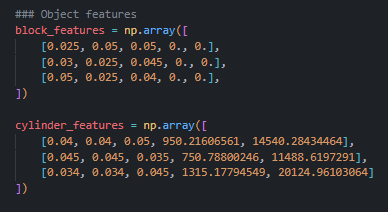 ### Object features
block_features = np.array([
    [0.025, 0.05, 0.05, 0., 0.],
    [0.03, 0.025, 0.045, 0., 0.],
    [0.05, 0.025, 0.04, 0., 0.],
])

cylinder_features = np.array([
    [0.04, 0.04, 0.05, 950.21606561, 14540.28434464],
    [0.045, 0.045, 0.035, 750.78800246, 11488.6197291],
    [0.034, 0.034, 0.045, 1315.17794549, 20124.96103064]
])